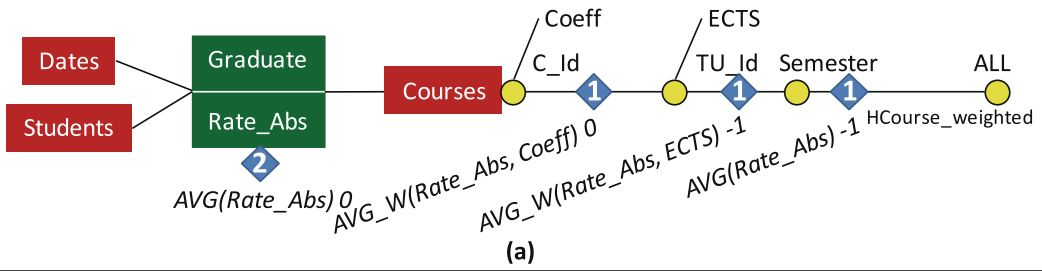 Coeff
ECTS
Dates
Graduate
C_Id
TU_Id
Semester
ALL
Courses
1
1
1
Students
Rate_Abs
HCourse_weighted
2
AVG(Rate_Abs) 0
AVG_W(Rate_Abs, Coeff) 0
AVG_W(Rate_Abs, ECTS) -1
AVG(Rate_Abs) -1
(a)